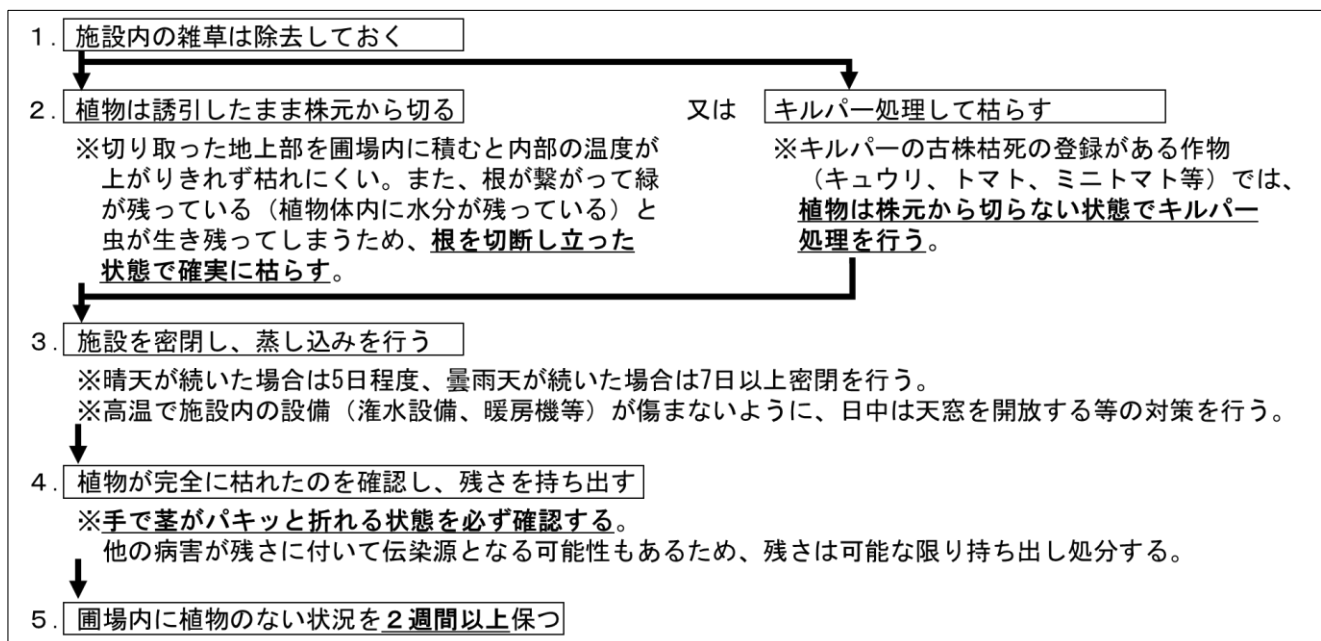 １．施設内の雑草は除去しておく
２．植物は誘引したまま株元から切る 又は キルパー処理して枯らす
※切り取った地上部を圃場内に積むと内部の温度が
上がりきれず枯れにくい。また、根が繋がって緑
が残っている（植物体内に水分が残っている）と
虫が生き残ってしまうため、根を切断し立った
状態で確実に枯らす。
※キルパーの古株枯死の登録がある作物
（キュウリ、トマト、ミニトマト等）では、
植物は株元から切らない状態でキルパー
処理を行う。
３．施設を密閉し、蒸し込みを行う
※晴天が続いた場合は5日程度、曇雨天が続いた場合は7日以上密閉を行う。
※高温で施設内の設備（潅水設備、暖房機等）が傷まないように、日中は天窓を開放する等の対策を行う。
４．植物が完全に枯れたのを確認し、残さを持ち出す
※手で茎がパキッと折れる状態を必ず確認する。
他の病害が残さに付いて伝染源となる可能性もあるため、残さは可能な限り持ち出し処分する。
５．圃場内に植物のない状況を２週間以上保つ